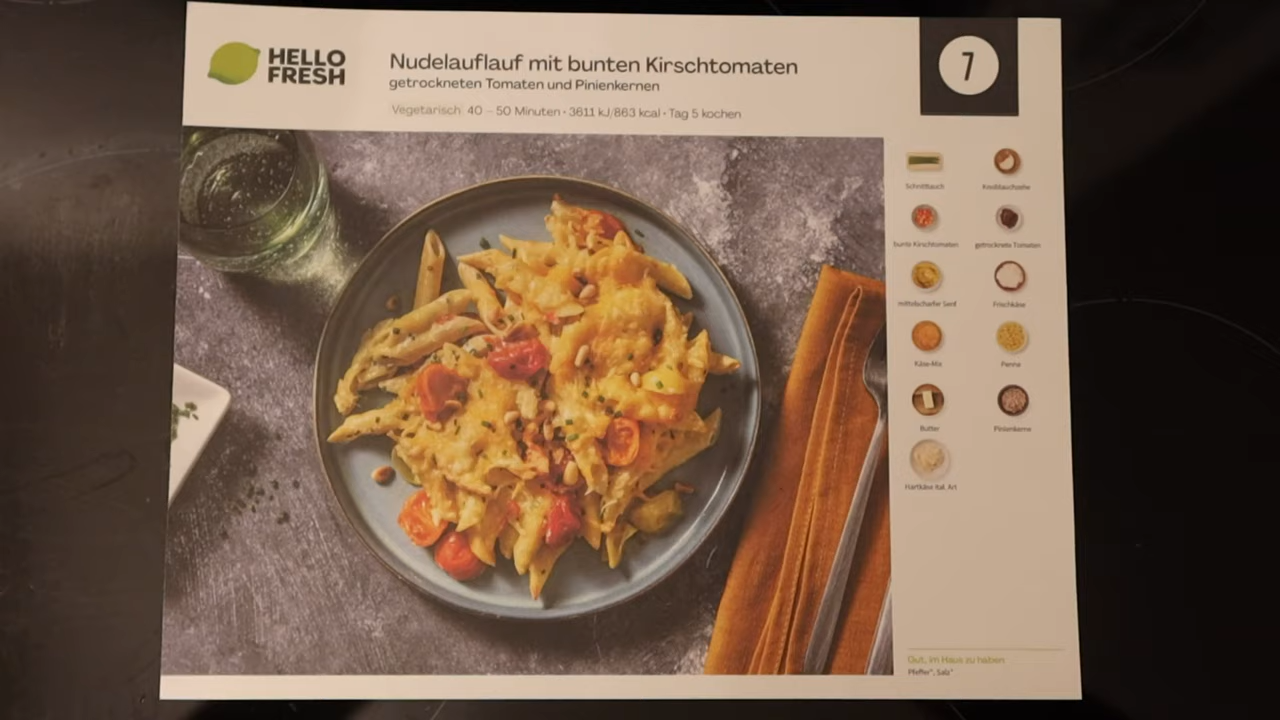 HELLO
FRESH
Nudelauflauf mit bunten Kirschtomaten
getrockneten Tomaten und Pinienkernen
Vegetarisch 40 – 50 Minuten · 3611 kJ/863 kcal · Tag 5 kochen
7
Schnittlauch
Knoblauchzehe
bunte Kirschtomaten
getrocknete Tomaten
mittelscharfer Senf
Frischkäse
Käse-Mix
Penne
Butter
Pinienkerne
Hartkäse ital. Art
Gut, im Haus zu haben
Pfeffer*, Salz*